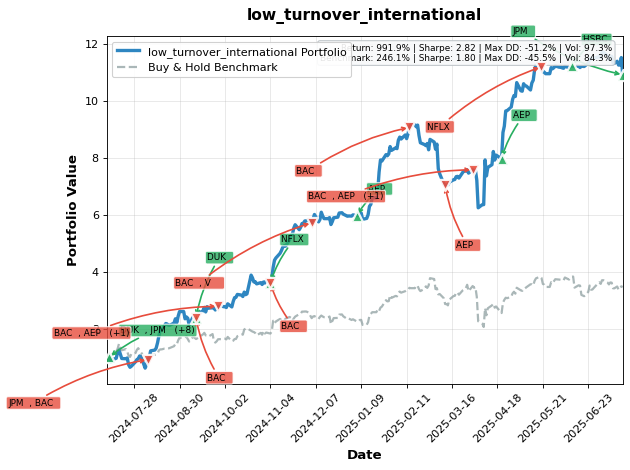 low_turnover_international
JPM
HSBC
low_turnover_international Portfolio
Buy & Hold Benchmark
turn: 991.9% | Sharpe: 2.82 | Max DD: -51.2% | Vol: 97.3%
Benchmark: 246.1% | Sharpe: 1.80 | Max DD: -45.5% | Vol: 84.3%
NFLX
AEP
BAC
BAC , AEP (+1)
AEP
NFLX
AEP
DUK
BAC , V
BAC
BAC , AEP (+1)
UK , JPM (+8)
BAC
JPM , BAC
12
10
8
6
4
2
Portfolio Value
2024-07-28
2024-08-30
2024-10-02
2024-11-04
2024-12-07
2025-01-09
2025-02-11
2025-03-16
2025-04-18
2025-05-21
2025-06-23
Date